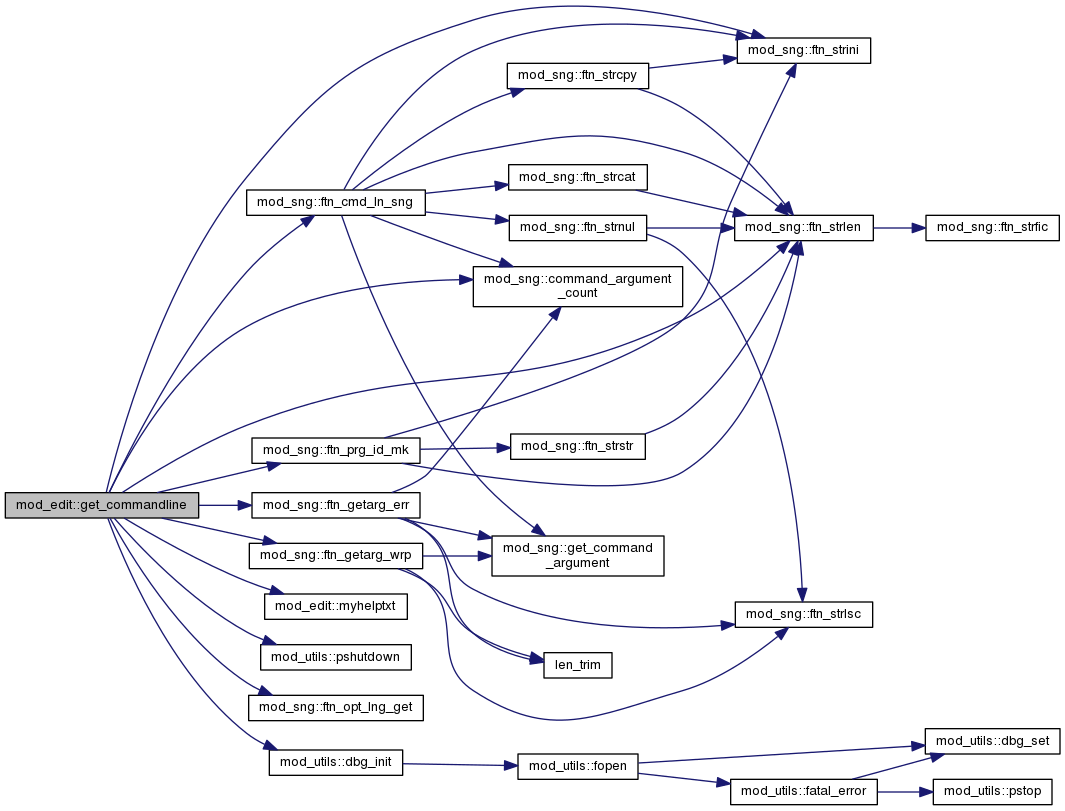 mod_sng::ftn_strini
mod_sng::ftn_strcpy
mod_sng::ftn_strcat
mod_sng::ftn_cmd_ln_sng
mod_sng::ftn_strnul
mod_sng::ftn_strlen
mod_sng::ftn_strfic
mod_sng::command_argument
_count
mod_sng::ftn_prg_id_mk
mod_sng::ftn_strstr
mod_edit::get_commandline
mod_sng::ftn_getarg_err
mod_sng::ftn_getarg_wrp
mod_sng::get_command
_argument
mod_edit::myhelptxt
mod_sng::ftn_strlsc
mod_utils::pshutdown
len_trim
mod_sng::ftn_opt_lng_get
mod_utils::dbg_set
mod_utils::dbg_init
mod_utils::fopen
mod_utils::fatal_error
mod_utils::pstop